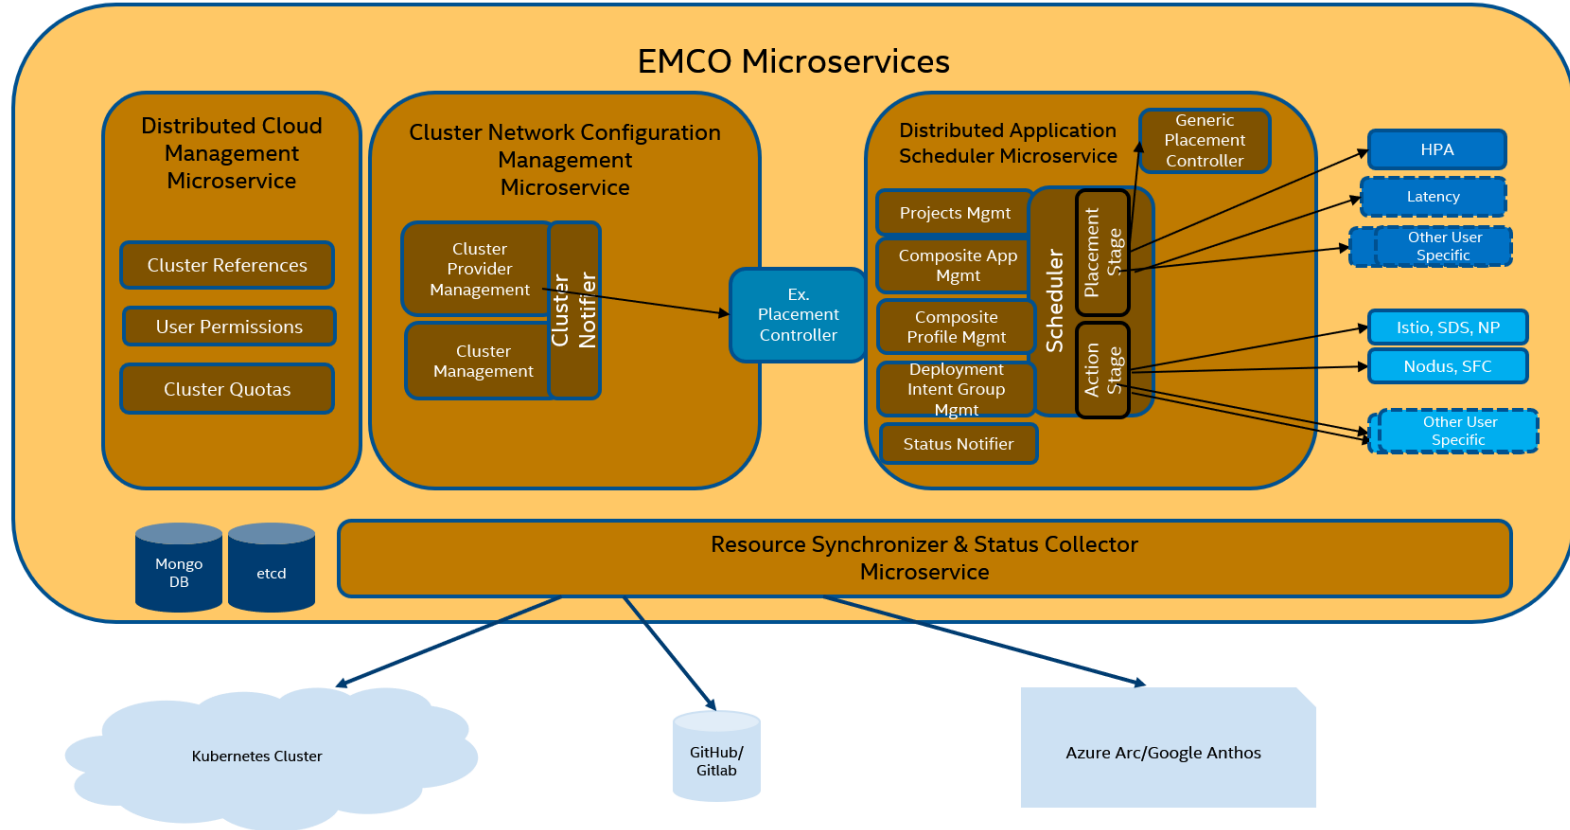 EMCO Microservices
Distributed Cloud
Management
Microservice
Cluster References
User Permissions
Cluster Quotas
Cluster Network Configuration
Management
Microservice
Cluster
Provider
Management
Cluster
Management
Cluster
Notifier
Ex.
Placement
Controller
Distributed Application
Scheduler Microservice
Generic
Placement
Controller
Projects Mgmt
Composite App
Mgmt
Composite
Profile Mgmt
Deployment
Intent Group
Mgmt
Status Notifier
Scheduler
Placement
Stage
Action
Stage
HPA
Latency
Other User
Specific
Istio, SDS, NP
Nodus, SFC
Other User
Specific
Mongo
DB
etcd
Resource Synchronizer & Status Collector
Microservice
Kubernetes Cluster
GitHub/
Gitlab
Azure Arc/Google Anthos